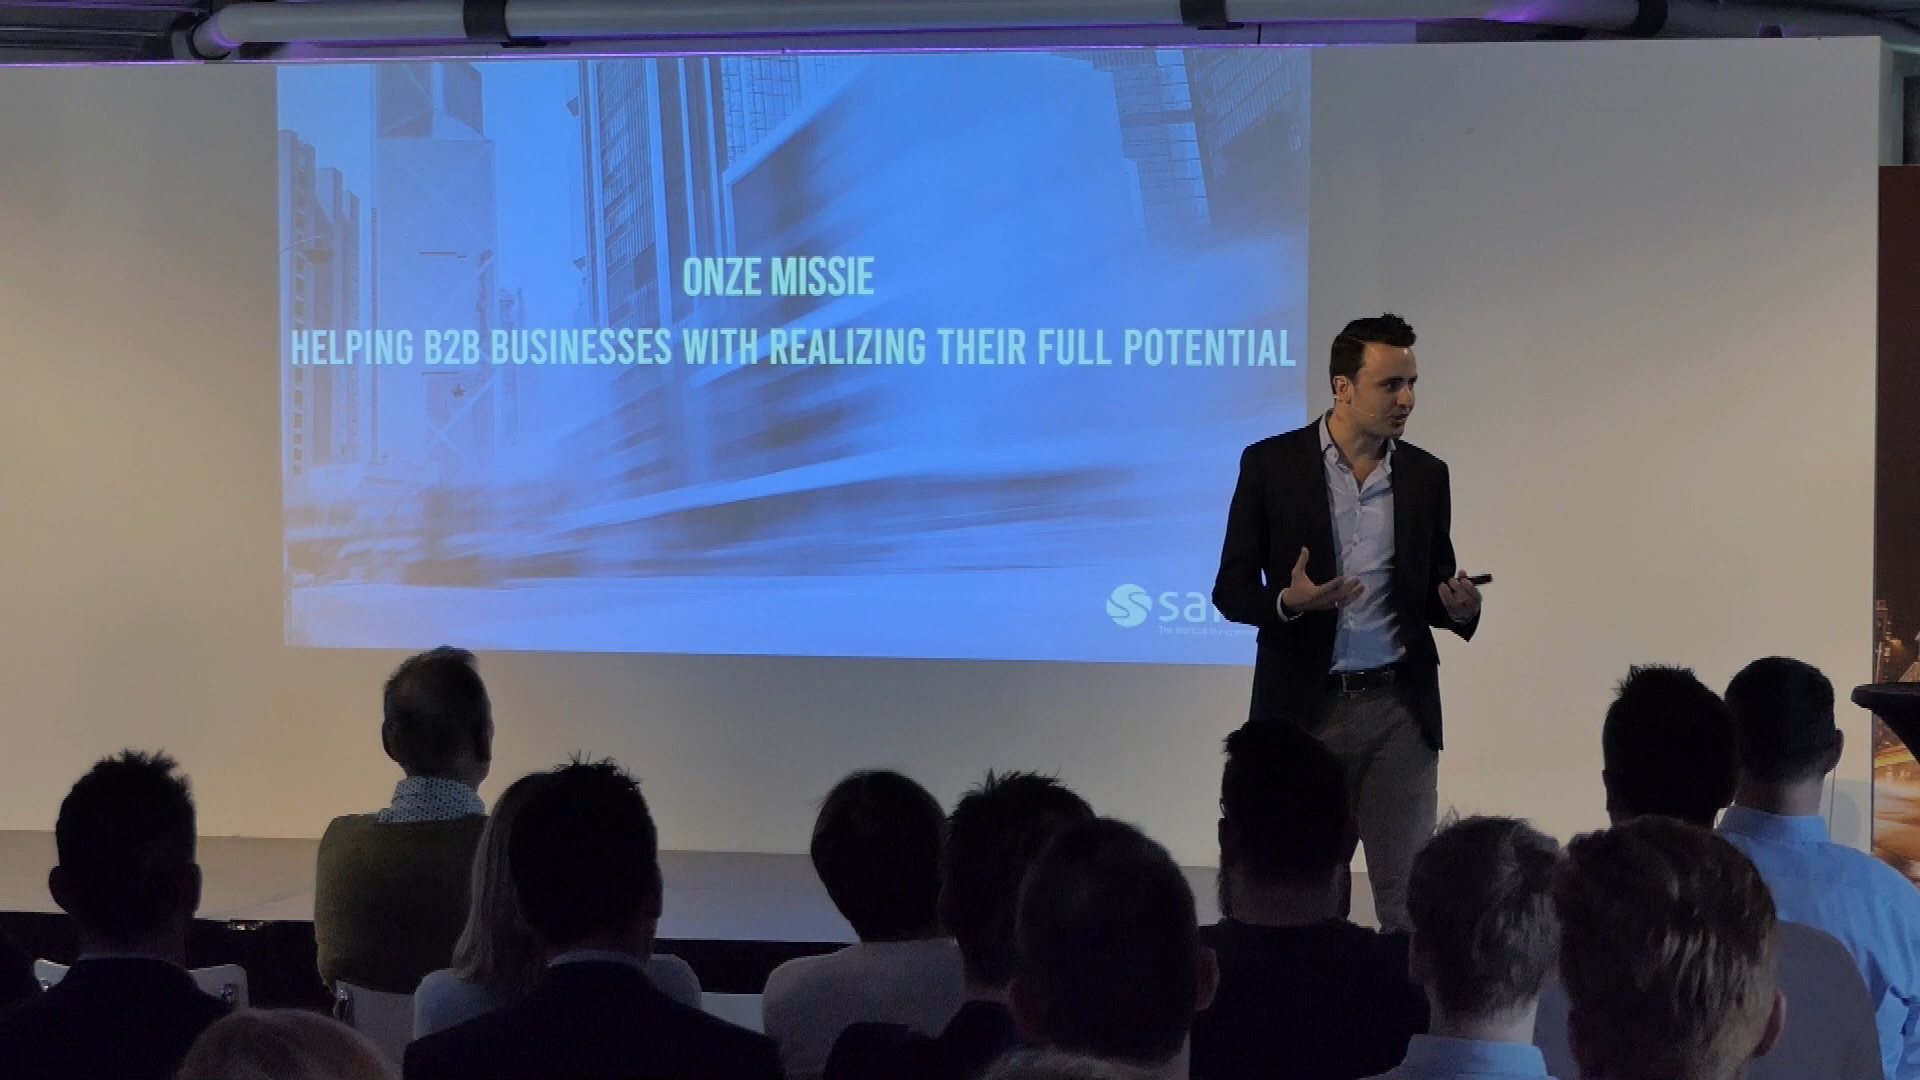 ONZE MISSIE
HELPING B2B BUSINESSES WITH REALIZING THEIR FULL POTENTIAL